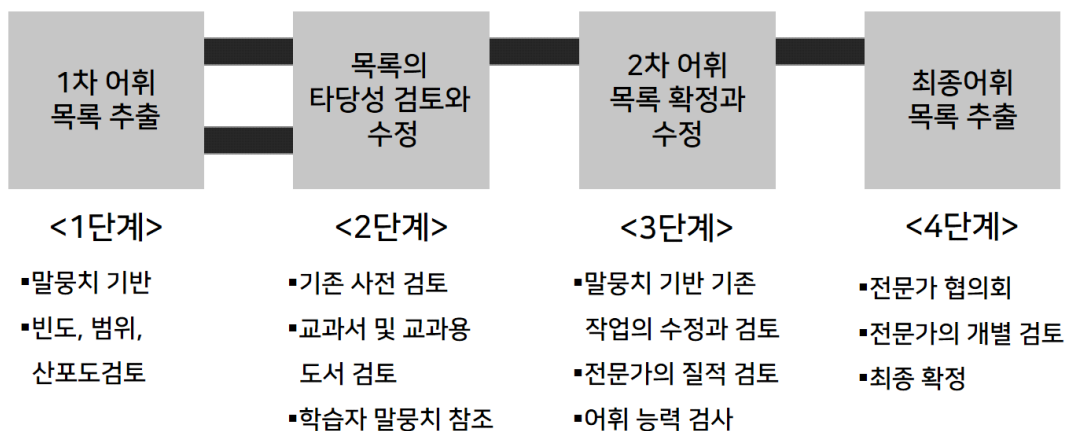 1차 어휘
목록 추출
목록의
타당성 검토와
수정
2차 어휘
목록 확정과
수정
최종어휘
목록 추출
<1단계>
▪말뭉치 기반
▪빈도, 범위,
산포도검토
<2단계>
▪기존 사전 검토
▪교과서 및 교과용
도서 검토
▪학습자 말뭉치 참조
<3단계>
▪말뭉치 기반 기존
작업의 수정과 검토
▪전문가의 질적 검토
▪어휘 능력 검사
<4단계>
▪전문가 협의회
▪전문가의 개별 검토
▪최종 확정